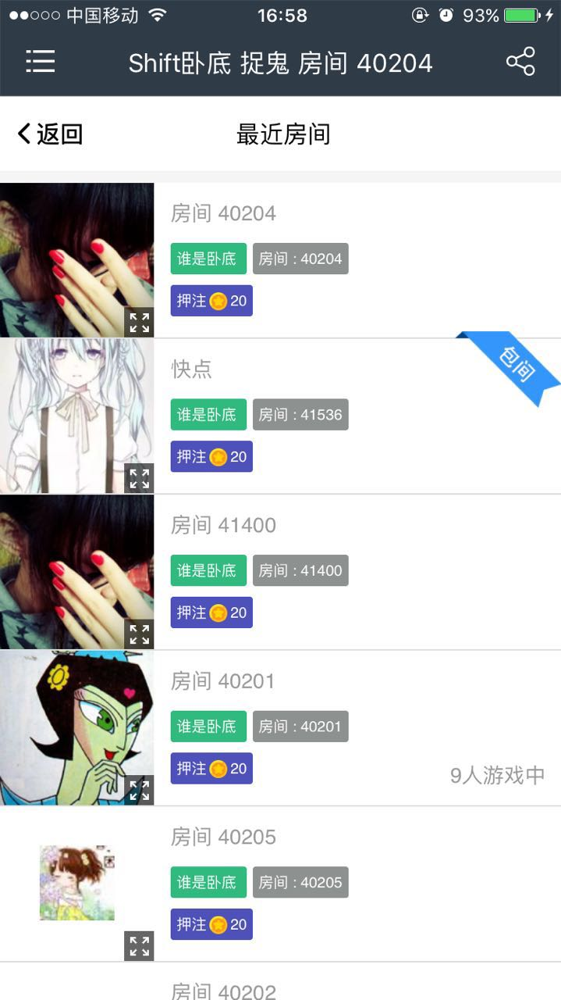 中国移动 16:58 93%
Shift卧底 捉鬼 房间 40204
返回 最近房间
房间 40204
谁是卧底 房间 : 40204
押注 20
包间
快点
谁是卧底 房间 : 41536
押注 20
房间 41400
谁是卧底 房间 : 41400
押注 20
房间 40201
谁是卧底 房间 : 40201
押注 20
9人游戏中
房间 40205
谁是卧底 房间 : 40205
押注 20
房间 40202